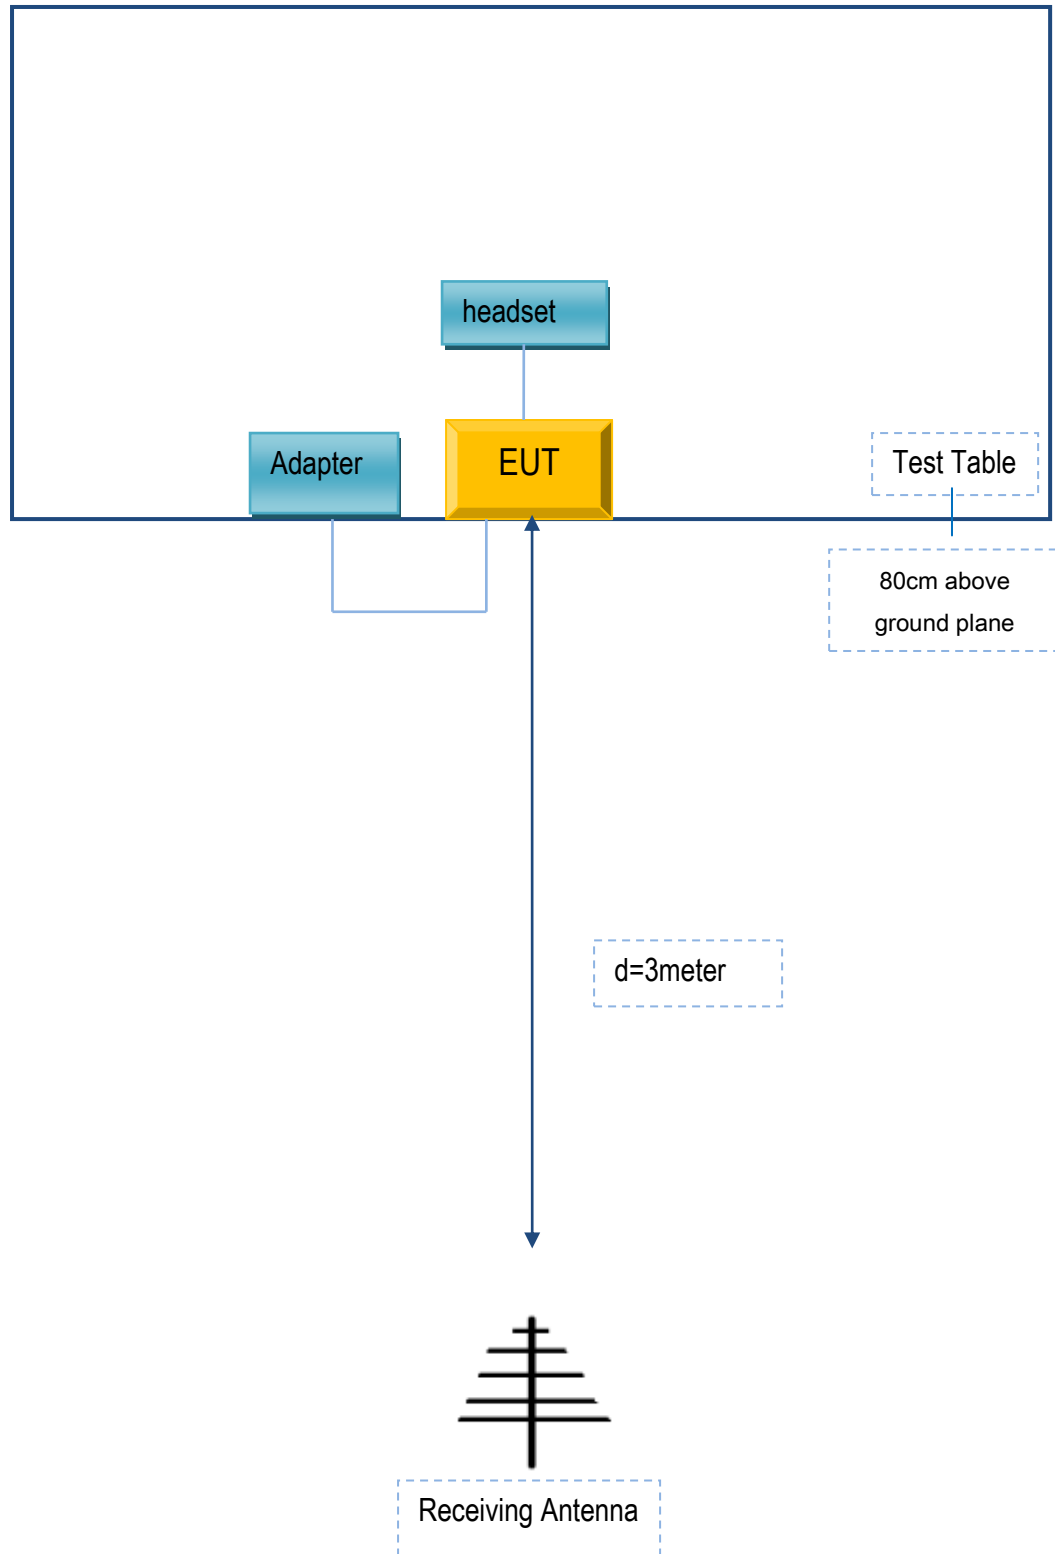 headset
Adapter
EUT
Test Table
80cm above
ground plane
d=3meter
Receiving Antenna